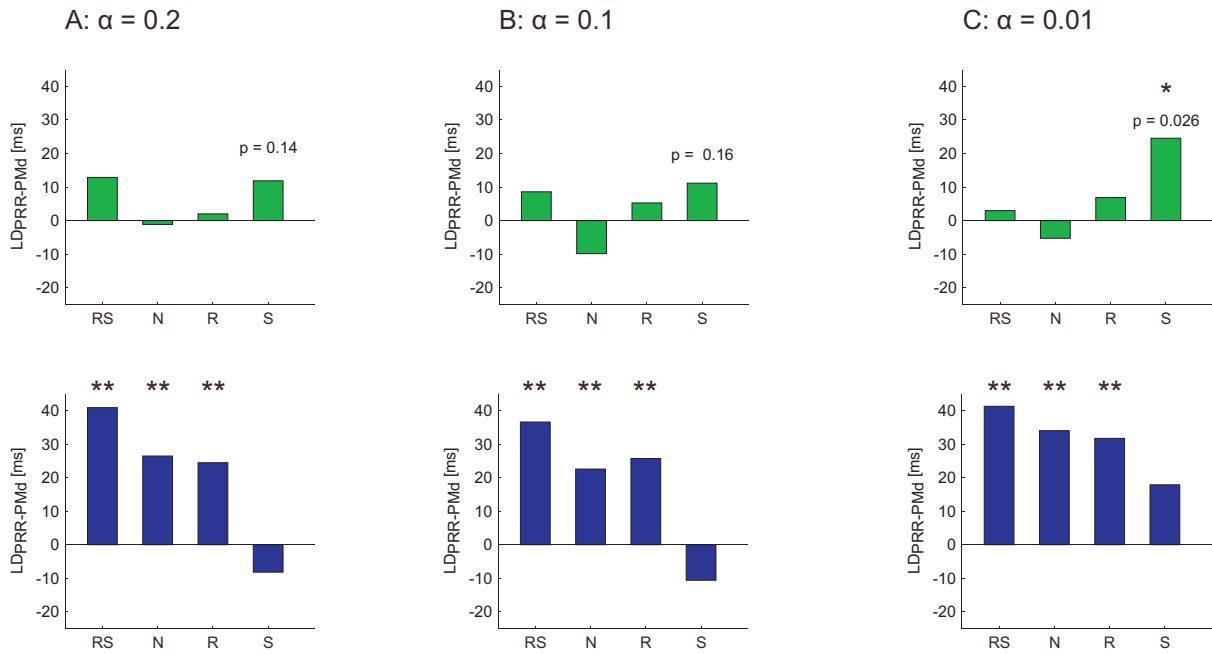 A: α = 0.2
B: α = 0.1
C: α = 0.01
LDPRR-PMd [ms]
40
30
20
10
0
-10
-20
p = 0.14
RS N R S
LDPRR-PMd [ms]
40
30
20
10
0
-10
-20
p = 0.16
RS N R S
LDPRR-PMd [ms]
40
30
20
10
0
-10
-20
*
p = 0.026
RS N R S
LDPRR-PMd [ms]
40
30
20
10
0
-10
-20
** ** **
RS N R S
LDPRR-PMd [ms]
40
30
20
10
0
-10
-20
** ** **
RS N R S
LDPRR-PMd [ms]
40
30
20
10
0
-10
-20
** ** **
RS N R S